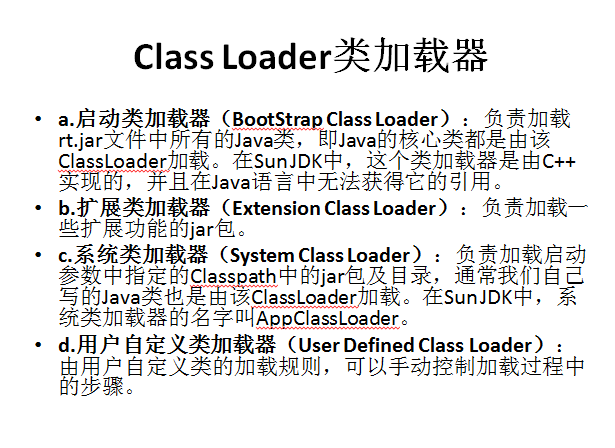 Class Loader类加载器
• a.启动类加载器（BootStrap Class Loader）：负责加载
rt.jar文件中所有的Java类，即Java的核心类都是由该
ClassLoader加载。在Sun JDK中，这个类加载器是由C++
实现的，并且在Java语言中无法获得它的引用。
• b.扩展类加载器（Extension Class Loader）：负责加载一
些扩展功能的jar包。
• c.系统类加载器（System Class Loader）：负责加载启动
参数中指定的Classpath中的jar包及目录，通常我们自己
写的Java类也是由该ClassLoader加载。在Sun JDK中，系
统类加载器的名字叫AppClassLoader。
• d.用户自定义类加载器（User Defined Class Loader）：
由用户自定义类的加载规则，可以手动控制加载过程中
的步骤。